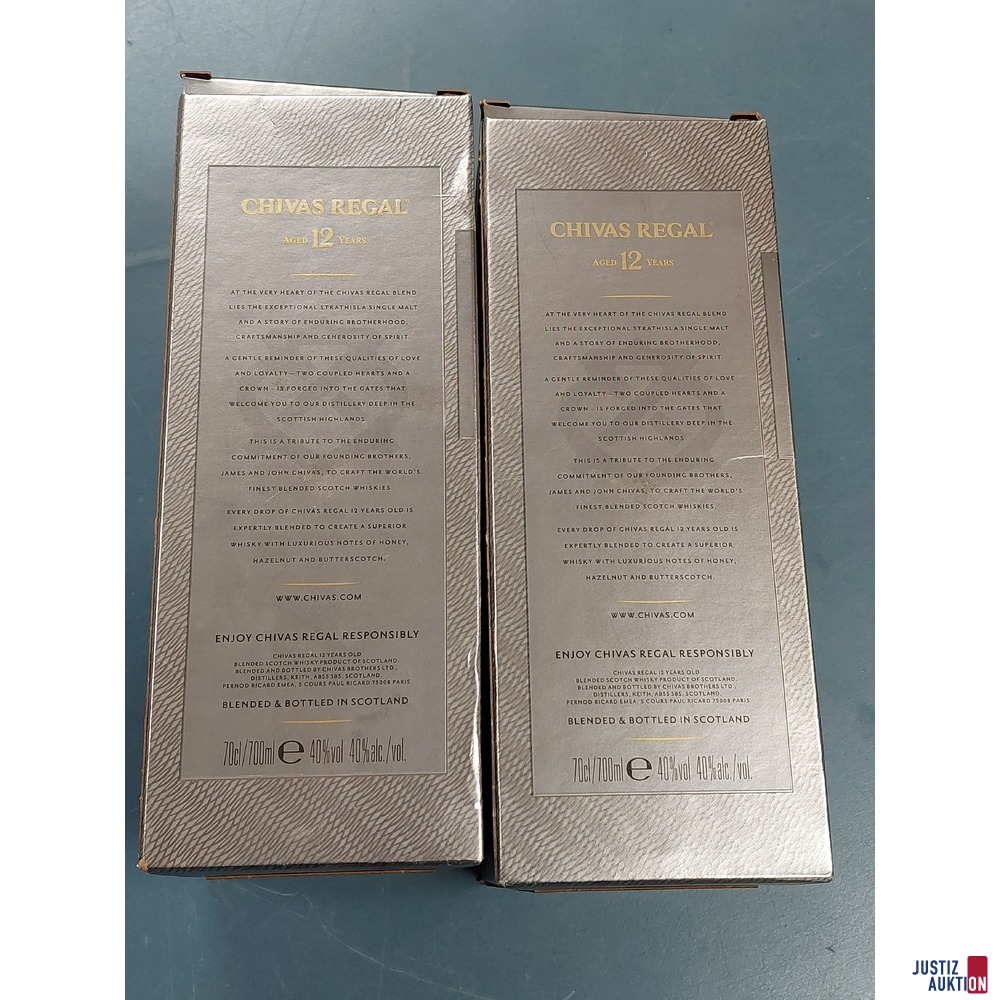 CHIVAS REGAL
AGED 12 YEARS
AT THE VERY HEART OF THE CHIVAS REGAL BLEND
LIES THE EXCEPTIONAL STRATHISLA SINGLE MALT
AND A STORY OF ENDURING BROTHERHOOD,
CRAFTSMANSHIP AND GENEROSITY OF SPIRIT.
A GENTLE REMINDER OF THESE QUALITIES OF LOVE
AND LOYALTY – TWO COUPLED HEARTS AND A
CROWN – IS FORGED INTO THE GATES THAT
WELCOME YOU TO OUR DISTILLERY DEEP IN THE
SCOTTISH HIGHLANDS.
THIS IS A TRIBUTE TO THE ENDURING
COMMITMENT OF OUR FOUNDING BROTHERS,
JAMES AND JOHN CHIVAS, TO CRAFT THE WORLD'S
FINEST BLENDED SCOTCH WHISKIES.
EVERY DROP OF CHIVAS REGAL 12 YEARS OLD IS
EXPERTLY BLENDED TO CREATE A SUPERIOR
WHISKY WITH LUXURIOUS NOTES OF HONEY,
HAZELNUT AND BUTTERSCOTCH.
WWW.CHIVAS.COM
ENJOY CHIVAS REGAL RESPONSIBLY
CHIVAS REGAL 12 YEARS OLD
BLENDED SCOTCH WHISKY PRODUCT OF SCOTLAND.
BLENDED AND BOTTLED BY CHIVAS BROTHERS LTD.,
DISTILLERS, KEITH, AB55 5BS, SCOTLAND.
PERNOD RICARD EMEA, 5 COURS PAUL RICARD 75008 PARIS
BLENDED & BOTTLED IN SCOTLAND
70cl/700ml e 40%vol 40%alc./vol.
CHIVAS REGAL
AGED 12 YEARS
AT THE VERY HEART OF THE CHIVAS REGAL BLEND
LIES THE EXCEPTIONAL STRATHISLA SINGLE MALT
AND A STORY OF ENDURING BROTHERHOOD,
CRAFTSMANSHIP AND GENEROSITY OF SPIRIT.
A GENTLE REMINDER OF THESE QUALITIES OF LOVE
AND LOYALTY – TWO COUPLED HEARTS AND A
CROWN – IS FORGED INTO THE GATES THAT
WELCOME YOU TO OUR DISTILLERY DEEP IN THE
SCOTTISH HIGHLANDS.
THIS IS A TRIBUTE TO THE ENDURING
COMMITMENT OF OUR FOUNDING BROTHERS,
JAMES AND JOHN CHIVAS, TO CRAFT THE WORLD'S
FINEST BLENDED SCOTCH WHISKIES.
EVERY DROP OF CHIVAS REGAL 12 YEARS OLD IS
EXPERTLY BLENDED TO CREATE A SUPERIOR
WHISKY WITH LUXURIOUS NOTES OF HONEY,
HAZELNUT AND BUTTERSCOTCH.
WWW.CHIVAS.COM
ENJOY CHIVAS REGAL RESPONSIBLY
CHIVAS REGAL 12 YEARS OLD
BLENDED SCOTCH WHISKY PRODUCT OF SCOTLAND.
BLENDED AND BOTTLED BY CHIVAS BROTHERS LTD.,
DISTILLERS, KEITH, AB55 5BS, SCOTLAND.
PERNOD RICARD EMEA, 5 COURS PAUL RICARD 75008 PARIS
BLENDED & BOTTLED IN SCOTLAND
70cl/700ml e 40%vol 40%alc./vol.
JUSTIZ
AUKTION